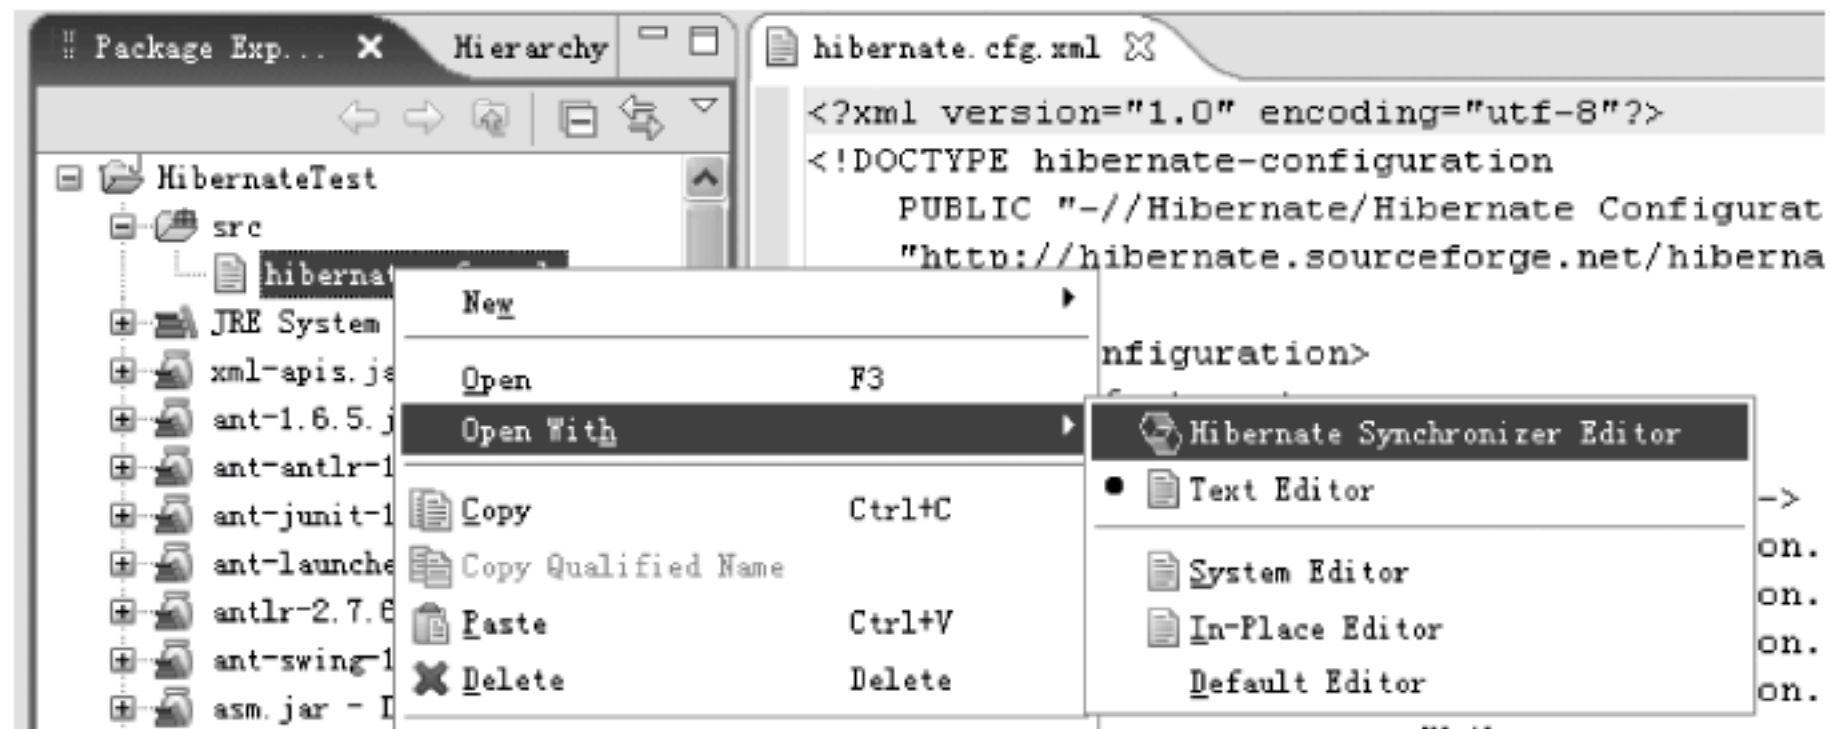 Package Exp...
Hierarchy
hibernate.cfg.xml
<?xml version="1.0" encoding="utf-8"?>
<!DOCTYPE hibernate-configuration
PUBLIC "-//Hibernate/Hibernate Configurat
"http://hibernate.sourceforge.net/hiberna
nfiguration>
->
on.
on.
on.
on.
HibernateTest
src
JRE System
xml-apis.ja
ant-1.6.5.j
ant-antlr-1
ant-junit-1
ant-launche
antlr-2.7.6
ant-swing-1
asm.jar - D
New
Open F3
Open With
Copy Ctrl+C
Copy Qualified Name
Paste Ctrl+V
Delete Delete
Hibernate Synchronizer Editor
Text Editor
System Editor
In-Place Editor
Default Editor